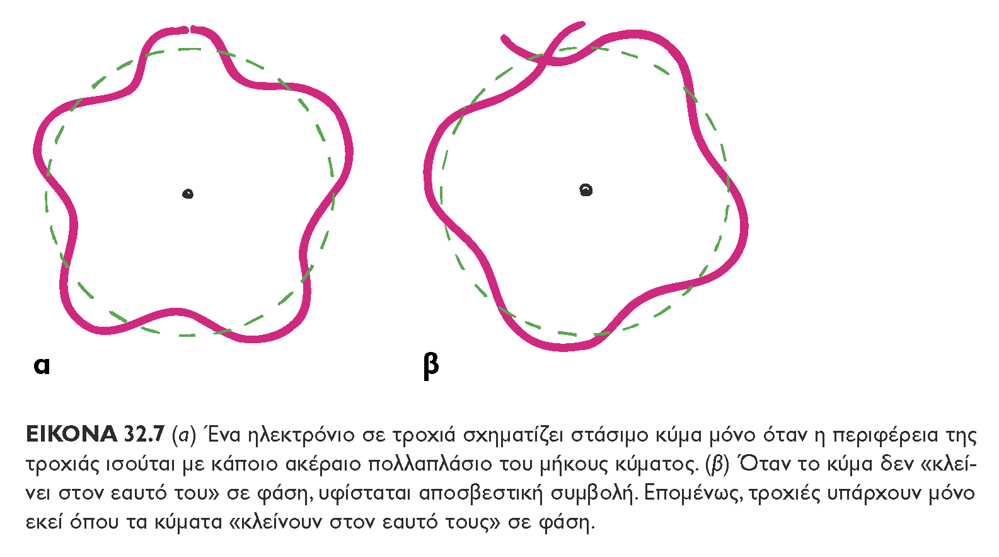 α
β
ΕΙΚΟΝΑ 32.7 (α) Ένα ηλεκτρόνιο σε τροχιά σχηματίζει στάσιμο κύμα μόνο όταν η περιφέρεια της
τροχιάς ισούται με κάποιο ακέραιο πολλαπλάσιο του μήκους κύματος. (β) Όταν το κύμα δεν «κλεί-
νει στον εαυτό του» σε φάση, υφίσταται αποσβεστική συμβολή. Επομένως, τροχιές υπάρχουν μόνο
εκεί όπου τα κύματα «κλείνουν στον εαυτό τους» σε φάση.